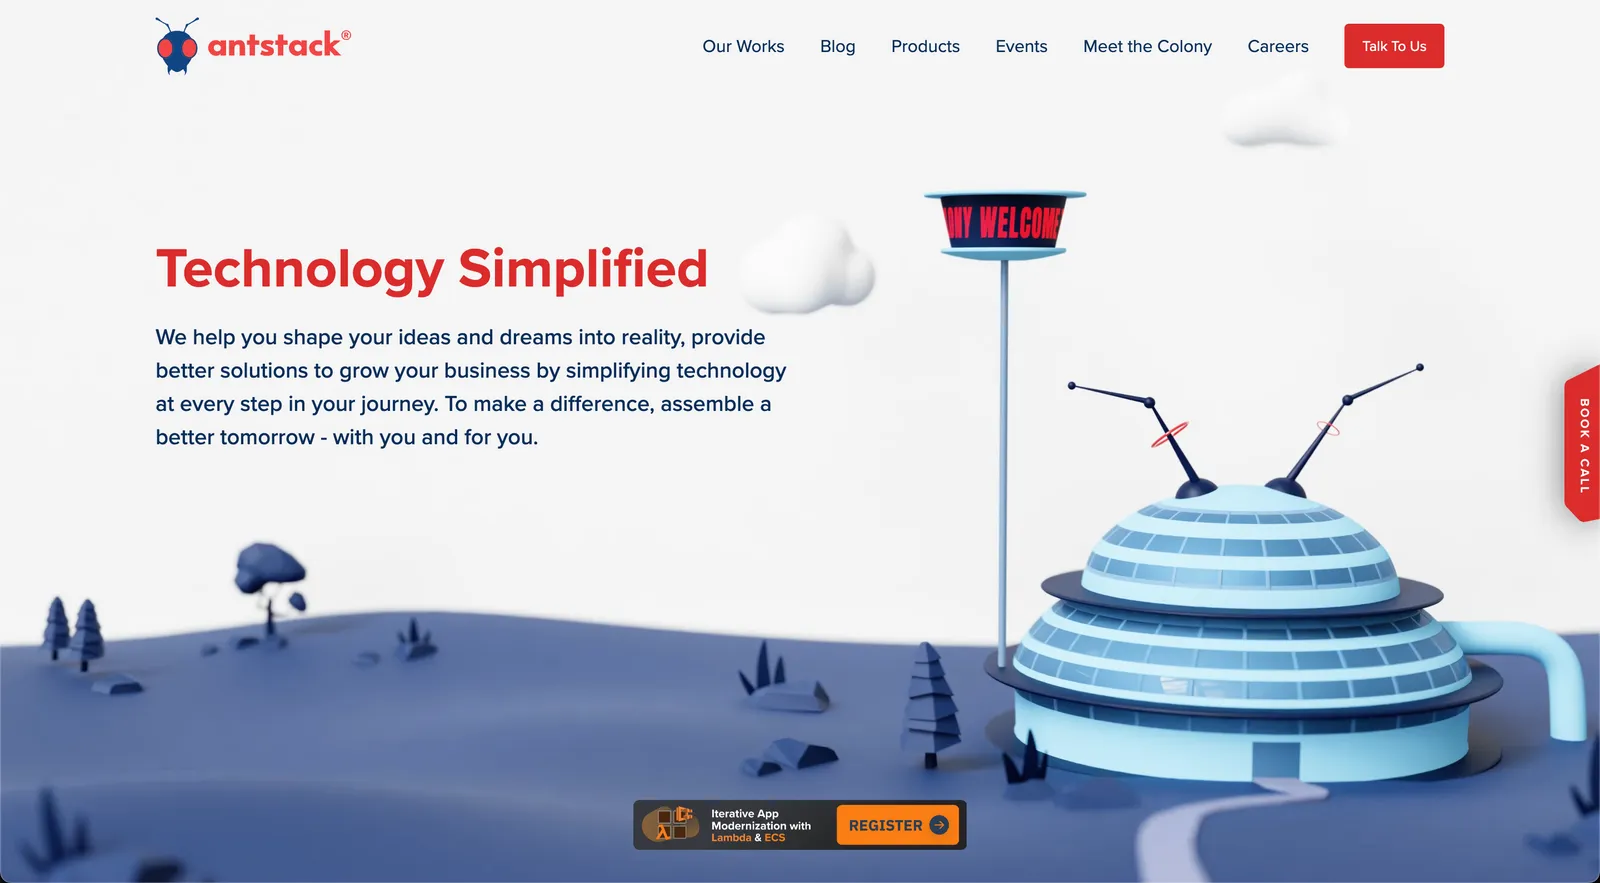 antstack®
Our Works
Blog
Products
Events
Meet the Colony
Careers
Talk To Us
WELCOME
Technology Simplified
We help you shape your ideas and dreams into reality, provide
better solutions to grow your business by simplifying technology
at every step in your journey. To make a difference, assemble a
better tomorrow - with you and for you.
BOOK A CALL
Iterative App
Modernization with
Lambda & ECS
REGISTER